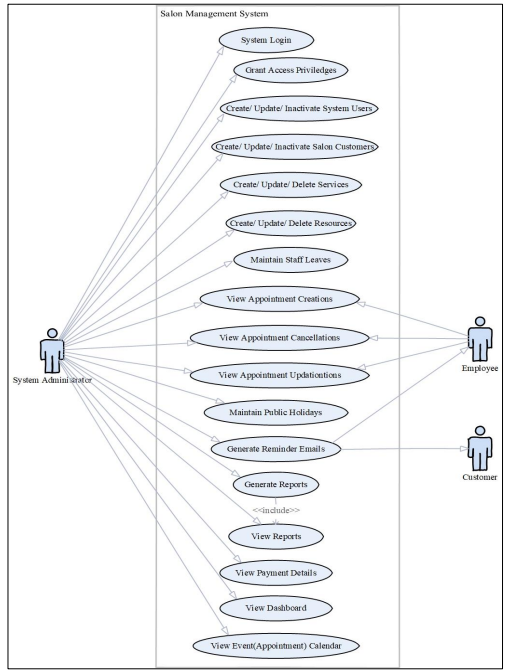 Salon Management System
System Login
Grant Access Priviledges
Create/ Update/ Inactivate System Users
Create/ Update/ Inactivate Salon Customers
Create/ Update/ Delete Services
Create/ Update/ Delete Resources
Maintain Staff Leaves
View Appointment Creations
View Appointment Cancellations
View Appointment Updationtions
Maintain Public Holidays
Generate Reminder Emails
Generate Reports
<<include>>
View Reports
View Payment Details
View Dashboard
View Event(Appointment) Calendar
System Administrator
Employee
Customer